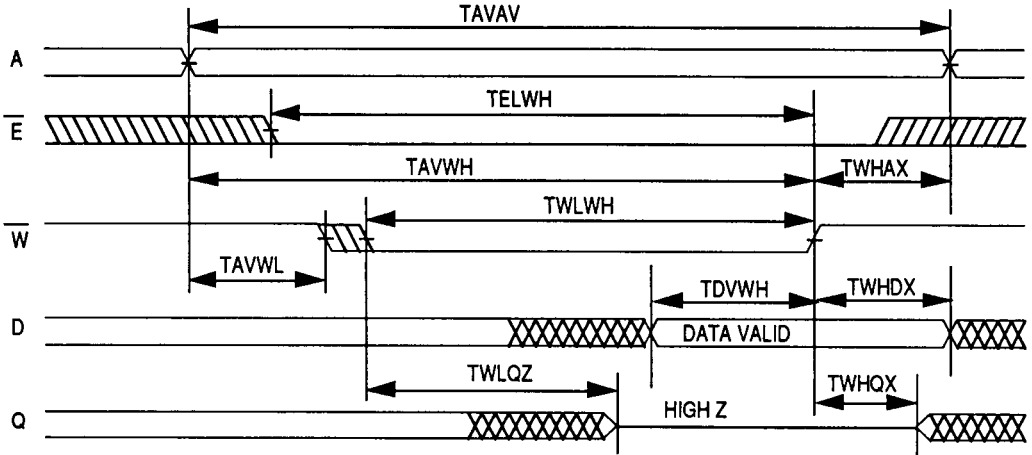 TAVAV
A
TELWH
E
TAVWH
TWHAX
TWLWH
W
TAVWL
TDVWH
TWHDX
D
DATA VALID
TWLQZ
TWHQX
HIGH Z
Q